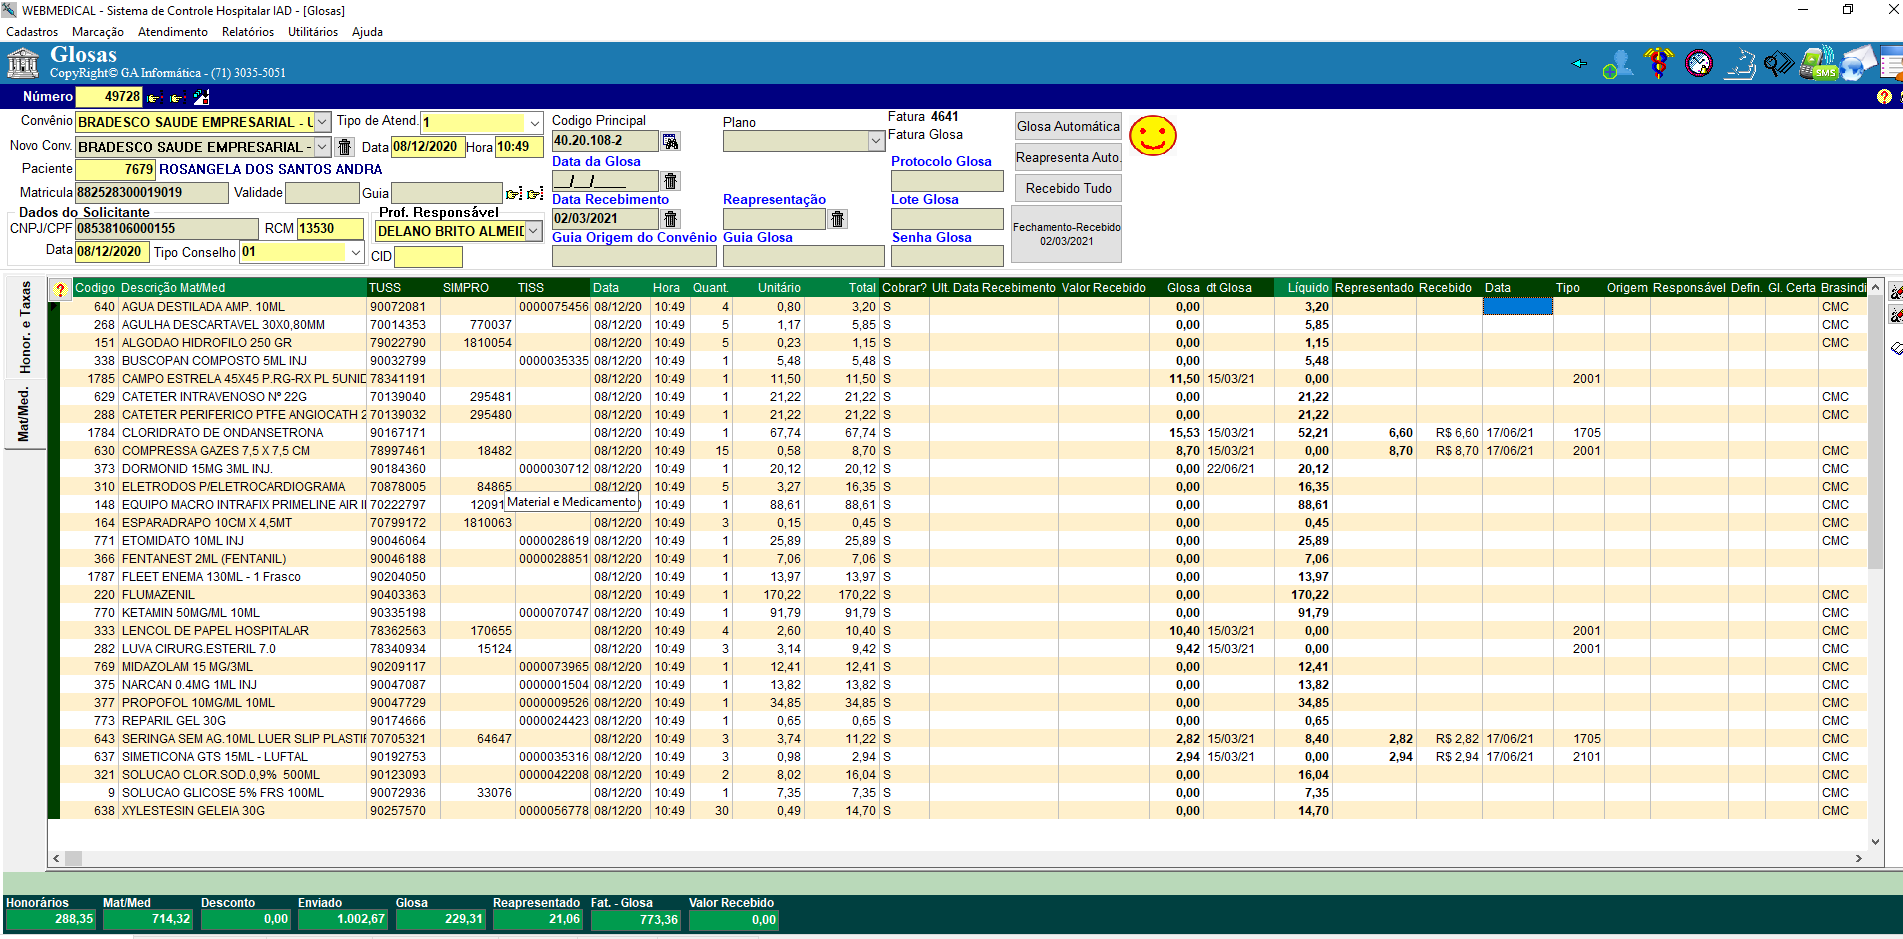 WEBMEDICAL - Sistema de Controle Hospitalar IAD - [Glosas]
Cadastros Marcação Atendimento Relatórios Utilitários Ajuda
Glosas
CopyRight© GA Informática - (71) 3035-5051
SMS
Número 49728
Convênio BRADESCO SAUDE EMPRESARIAL - U Tipo de Atend. 1
Novo Conv. BRADESCO SAUDE EMPRESARIAL - Data 08/12/2020 Hora 10:49
Paciente 7679 ROSANGELA DOS SANTOS ANDRA
Matricula 882528300019019 Validade Guia
Dados do Solicitante
CNPJ/CPF 08538106000155 RCM 13530
Data 08/12/2020 Tipo Conselho 01
Prof. Responsável
DELANO BRITO ALMEID
CID
Codigo Principal Plano
40.20.108-2
Fatura 4641
Fatura Glosa
Data da Glosa Protocolo Glosa
__/__/____
Data Recebimento Reapresentação Lote Glosa
02/03/2021
Guia Origem do Convênio Guia Glosa Senha Glosa
Glosa Automática
Reapresenta Auto.
Recebido Tudo
Fechamento-Recebido
02/03/2021
Honor. e Taxas
Mat/Med.
? Codigo Descrição Mat/Med TUSS SIMPRO TISS Data Hora Quant. Unitário Total Cobrar? Ult. Data Recebimento Valor Recebido Glosa dt Glosa Líquido Representado Recebido Data Tipo Origem Responsável Defin. Gl. Certa Brasindi
640 AGUA DESTILADA AMP. 10ML 90072081 0000075456 08/12/20 10:49 4 0,80 3,20 S 0,00 3,20 CMC
268 AGULHA DESCARTAVEL 30X0,80MM 70014353 770037 08/12/20 10:49 5 1,17 5,85 S 0,00 5,85 CMC
151 ALGODAO HIDROFILO 250 GR 79022790 1810054 08/12/20 10:49 5 0,23 1,15 S 0,00 1,15 CMC
338 BUSCOPAN COMPOSTO 5ML INJ 90032799 0000035335 08/12/20 10:49 1 5,48 5,48 S 0,00 5,48
1785 CAMPO ESTRELA 45X45 P.RG-RX PL 5UNID 78341191 08/12/20 10:49 1 11,50 11,50 S 11,50 15/03/21 0,00 2001
629 CATETER INTRAVENOSO Nº 22G 70139040 295481 08/12/20 10:49 1 21,22 21,22 S 0,00 21,22 CMC
288 CATETER PERIFERICO PTFE ANGIOCATH 2 70139032 295480 08/12/20 10:49 1 21,22 21,22 S 0,00 21,22 CMC
1784 CLORIDRATO DE ONDANSETRONA 90167171 08/12/20 10:49 1 67,74 67,74 S 15,53 15/03/21 52,21 6,60 R$ 6,60 17/06/21 1705
630 COMPRESSA GAZES 7,5 X 7,5 CM 78997461 18482 08/12/20 10:49 15 0,58 8,70 S 8,70 15/03/21 0,00 8,70 R$ 8,70 17/06/21 2001 CMC
373 DORMONID 15MG 3ML INJ. 90184360 0000030712 08/12/20 10:49 1 20,12 20,12 S 0,00 22/06/21 20,12 CMC
310 ELETRODOS P/ELETROCARDIOGRAMA 70878005 84865 08/12/20 10:49 5 3,27 16,35 S 0,00 16,35 CMC
148 EQUIPO MACRO INTRAFIX PRIMELINE AIR I 70222797 12091 10:49 1 88,61 88,61 S 0,00 88,61 CMC
Material e Medicamento
164 ESPARADRAPO 10CM X 4,5MT 70799172 1810063 08/12/20 10:49 3 0,15 0,45 S 0,00 0,45 CMC
771 ETOMIDATO 10ML INJ 90046064 0000028619 08/12/20 10:49 1 25,89 25,89 S 0,00 25,89 CMC
366 FENTANEST 2ML (FENTANIL) 90046188 0000028851 08/12/20 10:49 1 7,06 7,06 S 0,00 7,06
1787 FLEET ENEMA 130ML - 1 Frasco 90204050 08/12/20 10:49 1 13,97 13,97 S 0,00 13,97
220 FLUMAZENIL 90403363 08/12/20 10:49 1 170,22 170,22 S 0,00 170,22 CMC
770 KETAMIN 50MG/ML 10ML 90335198 0000070747 08/12/20 10:49 1 91,79 91,79 S 0,00 91,79 CMC
333 LENCOL DE PAPEL HOSPITALAR 78362563 170655 08/12/20 10:49 4 2,60 10,40 S 10,40 15/03/21 0,00 2001 CMC
282 LUVA CIRURG.ESTERIL 7.0 78340934 15124 08/12/20 10:49 3 3,14 9,42 S 9,42 15/03/21 0,00 2001 CMC
769 MIDAZOLAM 15 MG/3ML 90209117 0000073965 08/12/20 10:49 1 12,41 12,41 S 0,00 12,41 CMC
375 NARCAN 0.4MG 1ML INJ 90047087 0000001504 08/12/20 10:49 1 13,82 13,82 S 0,00 13,82 CMC
377 PROPOFOL 10MG/ML 10ML 90047729 0000009526 08/12/20 10:49 1 34,85 34,85 S 0,00 34,85 CMC
773 REPARIL GEL 30G 90174666 0000024423 08/12/20 10:49 1 0,65 0,65 S 0,00 0,65 CMC
643 SERINGA SEM AG.10ML LUER SLIP PLASTI 70705321 64647 08/12/20 10:49 3 3,74 11,22 S 2,82 15/03/21 8,40 2,82 R$ 2,82 17/06/21 1705 CMC
637 SIMETICONA GTS 15ML - LUFTAL 90192753 0000035316 08/12/20 10:49 3 0,98 2,94 S 2,94 15/03/21 0,00 2,94 R$ 2,94 17/06/21 2101 CMC
321 SOLUCAO CLOR.SOD.0,9% 500ML 90123093 0000042208 08/12/20 10:49 2 8,02 16,04 S 0,00 16,04 CMC
9 SOLUCAO GLICOSE 5% FRS 100ML 90072936 33076 08/12/20 10:49 1 7,35 7,35 S 0,00 7,35 CMC
638 XYLESTESIN GELEIA 30G 90257570 0000056778 08/12/20 10:49 30 0,49 14,70 S 0,00 14,70 CMC
Honorários Mat/Med Desconto Enviado Glosa Reapresentado Fat. - Glosa Valor Recebido
288,35 714,32 0,00 1.002,67 229,31 21,06 773,36 0,00